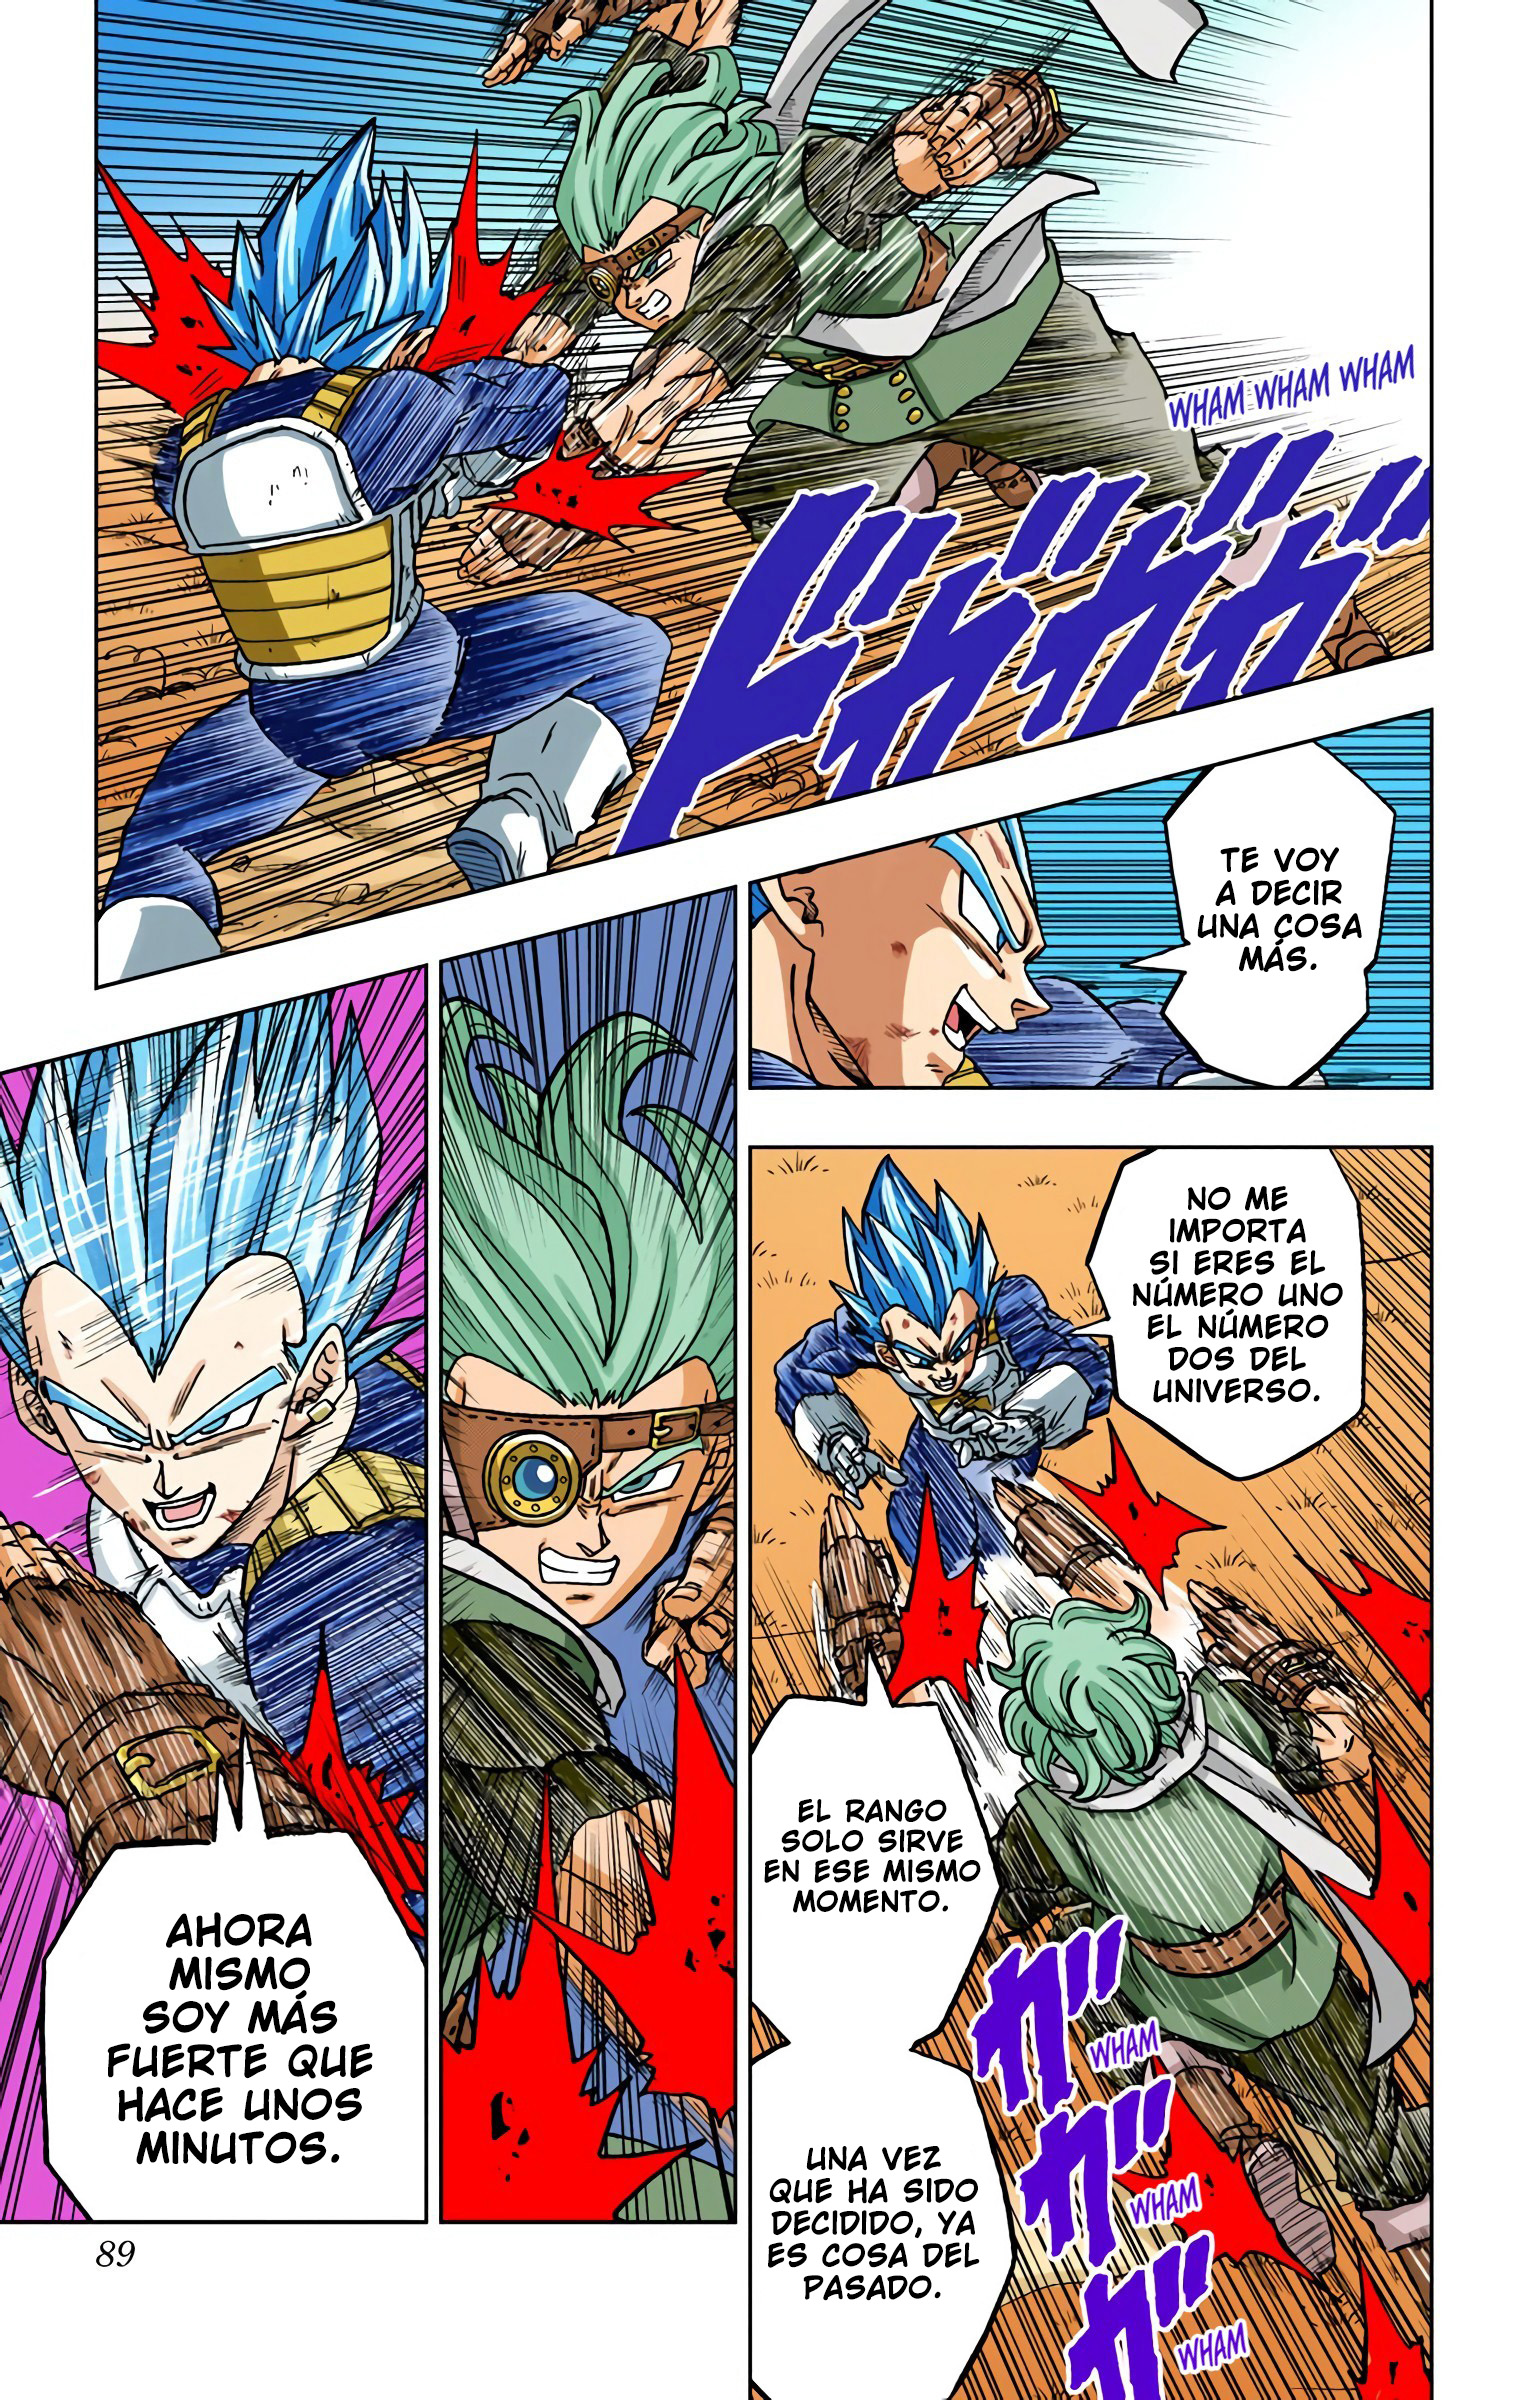 WHAM WHAM WHAM
ドガガガ
TE VOY
A DECIR
UNA COSA
MÁS.
NO ME
IMPORTA
SI ERES EL
NÚMERO UNO
EL NÚMERO
DOS DEL
UNIVERSO.
EL RANGO
SOLO SIRVE
EN ESE MISMO
MOMENTO.
UNA VEZ
QUE HA SIDO
DECIDIDO, YA
ES COSA DEL
PASADO.
ガ
WHAM
ガ
WHAM
ガ
WHAM
AHORA
MISMO
SOY MÁS
FUERTE QUE
HACE UNOS
MINUTOS.
89